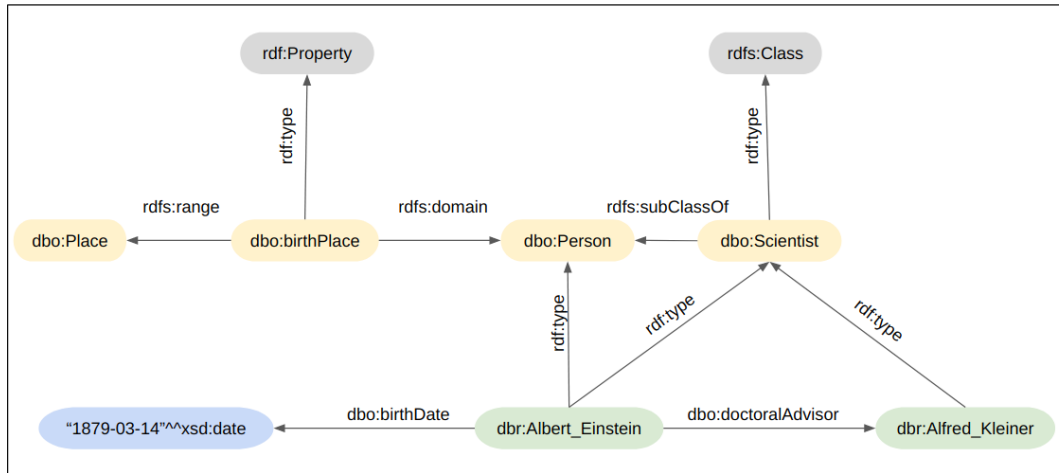 rdf:Property
rdfs:Class
rdf:type
rdf:type
rdfs:range
rdfs:domain
rdfs:subClassOf
dbo:Place
dbo:birthPlace
dbo:Person
dbo:Scientist
rdf:type
rdf:type
rdf:type
dbo:birthDate
dbo:doctoralAdvisor
“1879-03-14”^^xsd:date
dbr:Albert_Einstein
dbr:Alfred_Kleiner